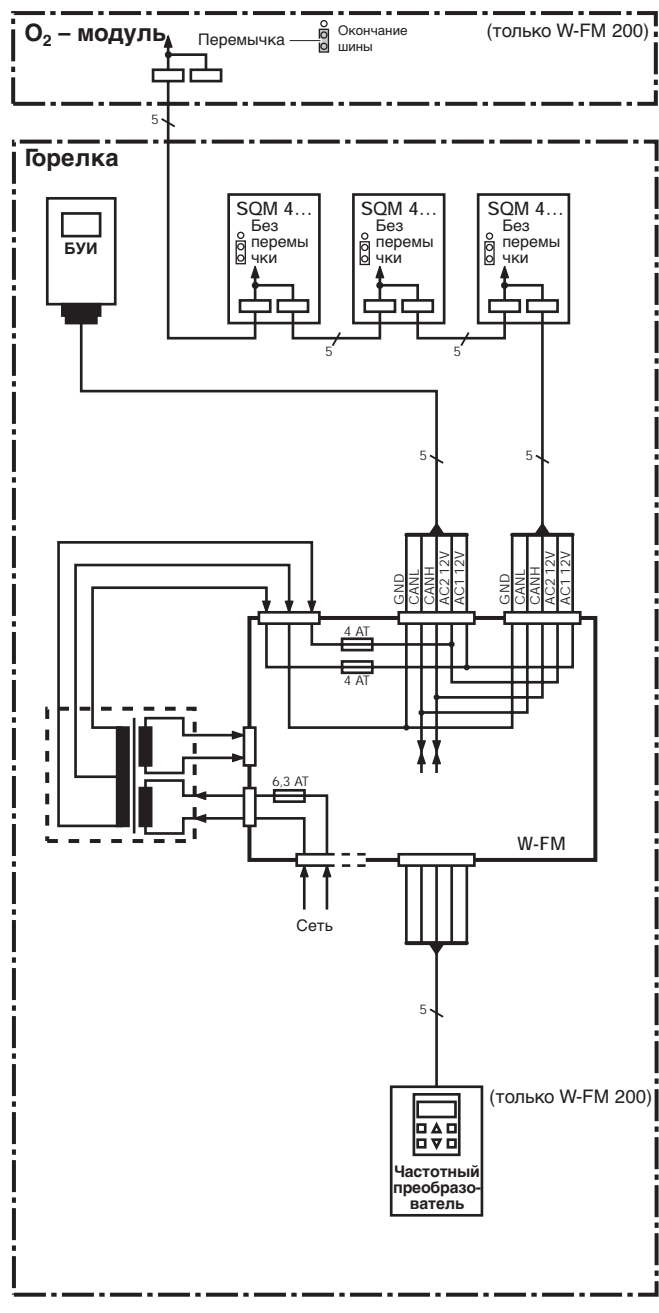 O₂ – модуль
Перемычка
Окончание
шины
(только W-FM 200)
5
Горелка
БУИ
SQM 4...
Без
перемы
чки
SQM 4...
Без
перемы
чки
SQM 4...
Без
перемы
чки
5
5
5
5
GND
CANL
CANH
AC2 12V
AC1 12V
GND
CANL
CANH
AC2 12V
AC1 12V
4 AT
4 AT
6,3 AT
W-FM
Сеть
5
(только W-FM 200)
Частотный
преобразо-
ватель